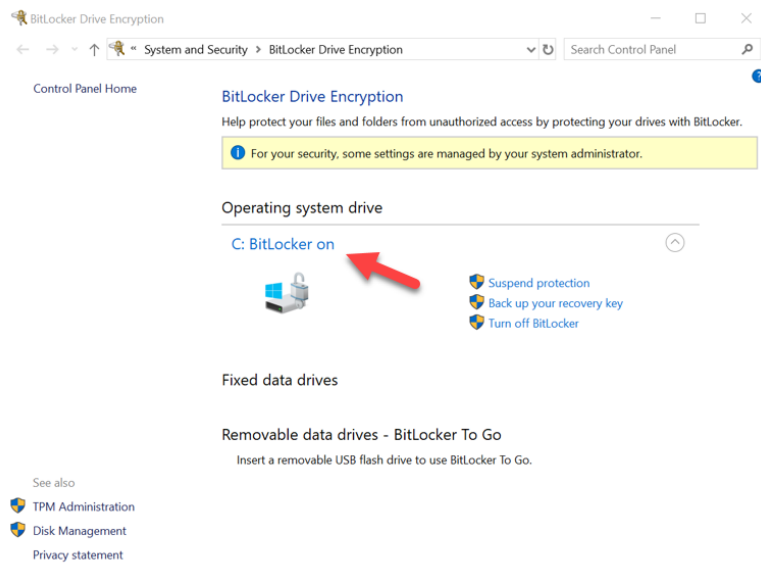 BitLocker Drive Encryption
« System and Security > BitLocker Drive Encryption
Search Control Panel
Control Panel Home
BitLocker Drive Encryption
Help protect your files and folders from unauthorized access by protecting your drives with BitLocker.
For your security, some settings are managed by your system administrator.
Operating system drive
C: BitLocker on
Suspend protection
Back up your recovery key
Turn off BitLocker
Fixed data drives
Removable data drives - BitLocker To Go
Insert a removable USB flash drive to use BitLocker To Go.
See also
TPM Administration
Disk Management
Privacy statement